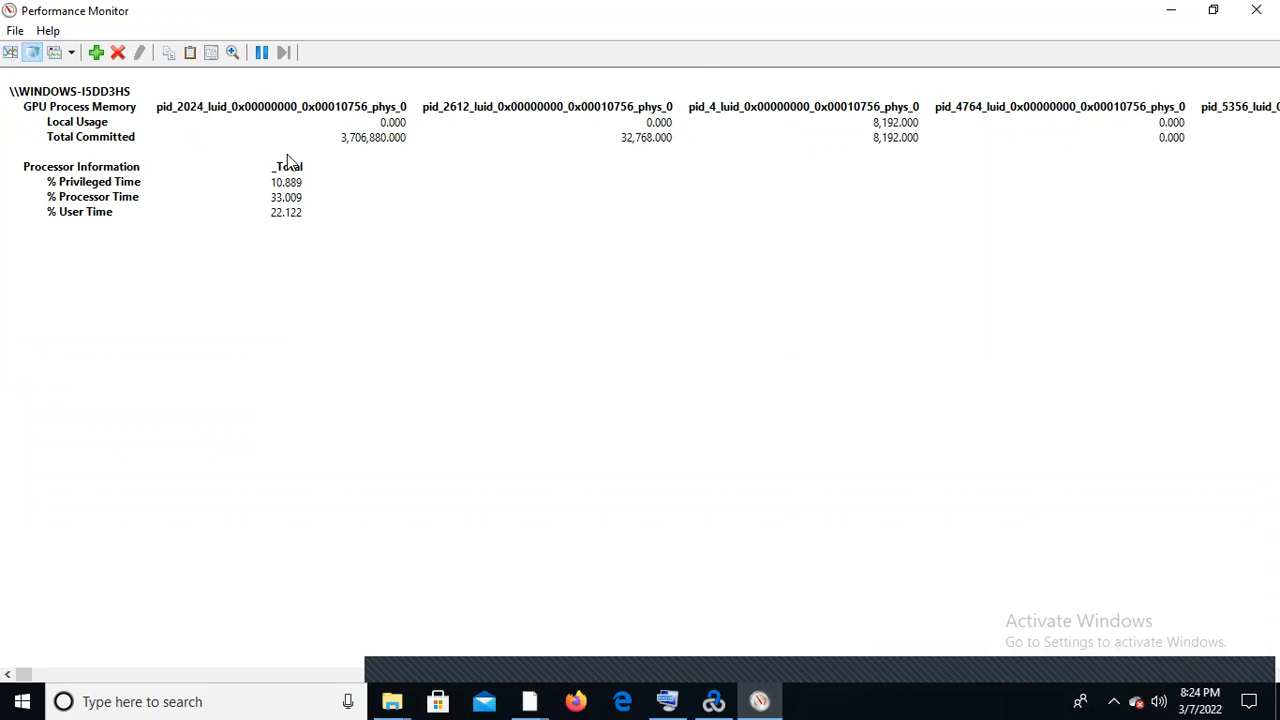 Performance Monitor
File Help
\\WINDOWS-I5DD3HS
GPU Process Memory pid_2024_luid_0x00000000_0x00010756_phys_0 pid_2612_luid_0x00000000_0x00010756_phys_0 pid_4_luid_0x00000000_0x00010756_phys_0 pid_4764_luid_0x00000000_0x00010756_phys_0 pid_5356_luid_0
Local Usage 0.000 0.000 8,192.000 0.000
Total Committed 3,706,880.000 32,768.000 8,192.000 0.000
Processor Information _Total
% Privileged Time 10.889
% Processor Time 33.009
% User Time 22.122
Activate Windows
Go to Settings to activate Windows.
Type here to search
8:24 PM
3/7/2022